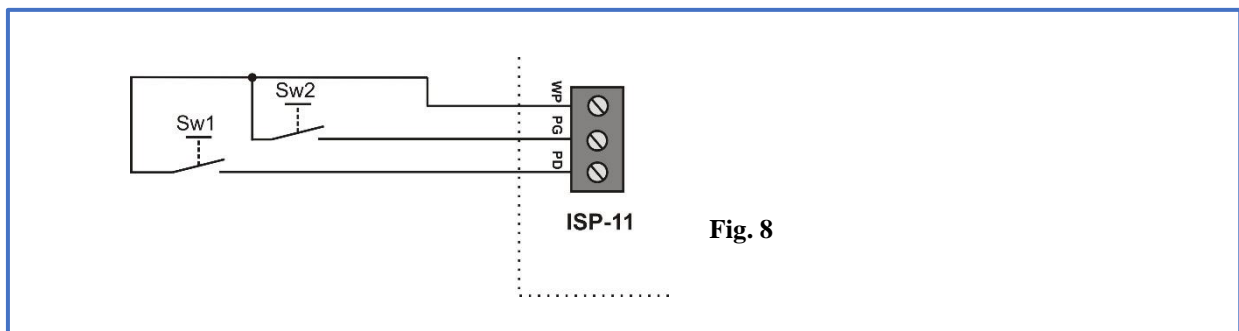 Sw2
Sw1
WP
PG
PD
ISP-11
Fig. 8